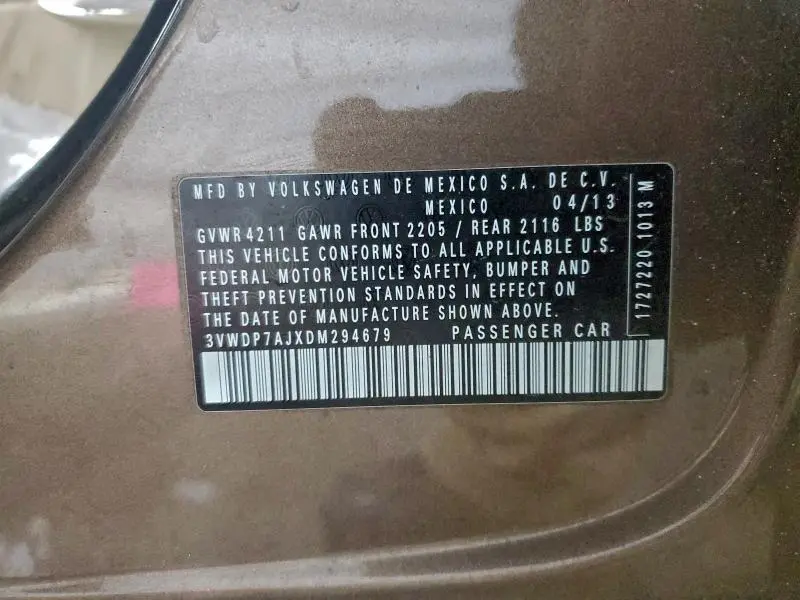 MFD BY VOLKSWAGEN DE MEXICO S.A. DE C.V.
MEXICO 04/13
GVWR 4211 GAWR FRONT 2205 / REAR 2116 LBS
THIS VEHICLE CONFORMS TO ALL APPLICABLE U.S.
FEDERAL MOTOR VEHICLE SAFETY, BUMPER AND
THEFT PREVENTION STANDARDS IN EFFECT ON
THE DATE OF MANUFACTURE SHOWN ABOVE.
3VWDP7AJXDM294679 PASSENGER CAR
1727220 1013 M